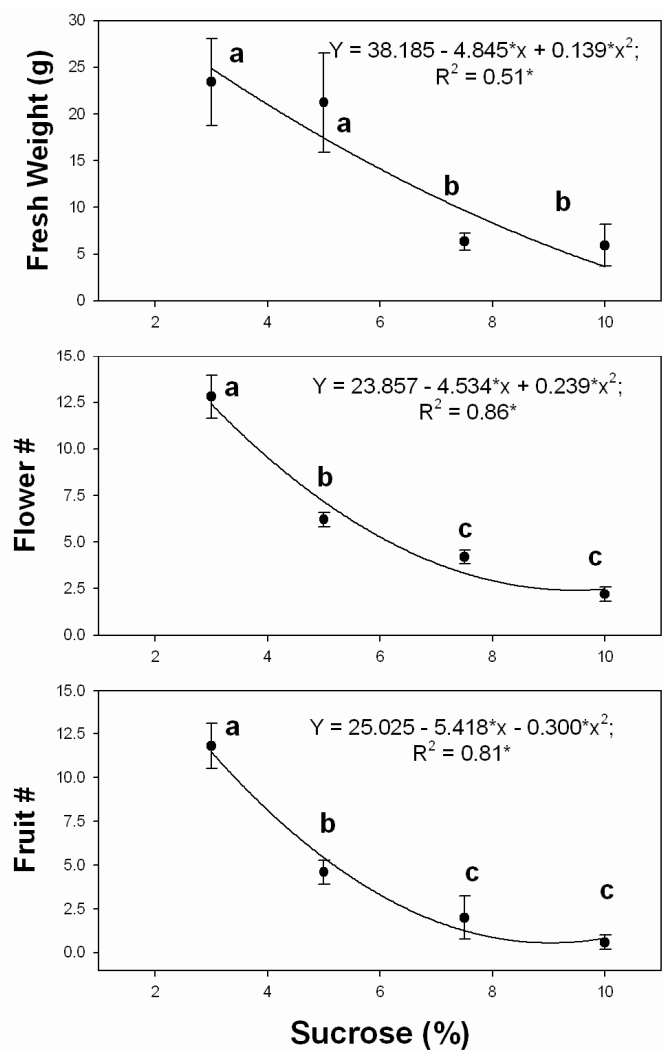 Fresh Weight (g)
30
25
20
15
10
5
0
Y = 38.185 - 4.845*x + 0.139*x²;
R² = 0.51*
a
a
b
b
2
4
6
8
10
Flower #
15.0
12.5
10.0
7.5
5.0
2.5
0.0
Y = 23.857 - 4.534*x + 0.239*x²;
R² = 0.86*
a
b
c
c
2
4
6
8
10
Fruit #
15.0
12.5
10.0
7.5
5.0
2.5
0.0
Y = 25.025 - 5.418*x - 0.300*x²;
R² = 0.81*
a
b
c
c
2
4
6
8
10
Sucrose (%)